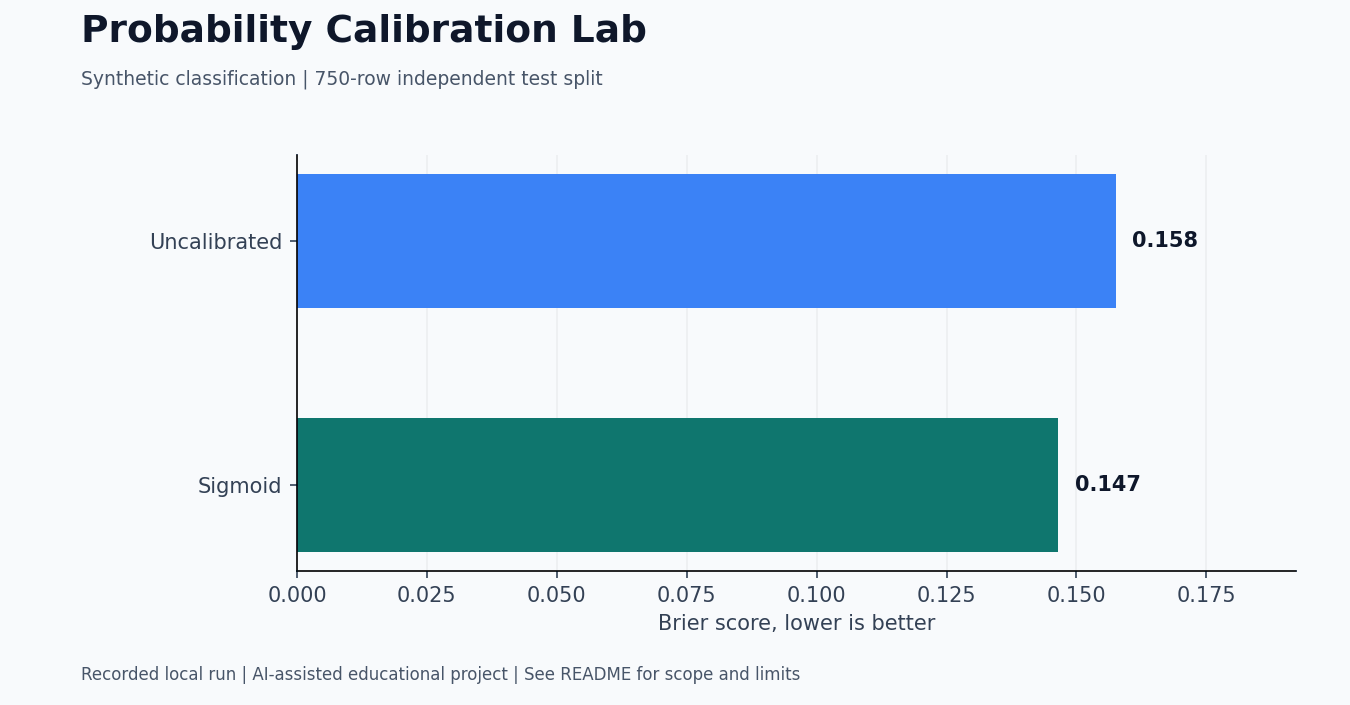 Probability Calibration Lab
Synthetic classification | 750-row independent test split
Uncalibrated
0.158
Sigmoid
0.147
0.000 0.025 0.050 0.075 0.100 0.125 0.150 0.175
Brier score, lower is better
Recorded local run | AI-assisted educational project | See README for scope and limits